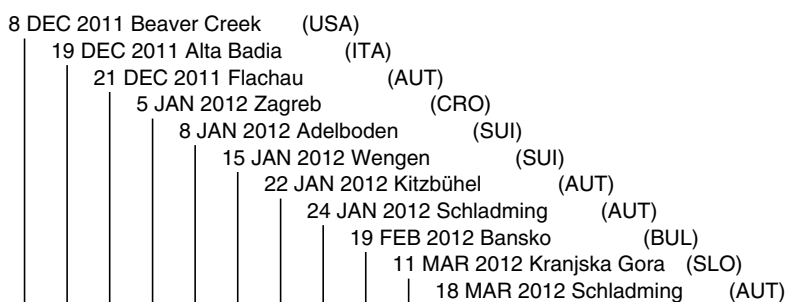 8 DEC 2011 Beaver Creek (USA)
19 DEC 2011 Alta Badia (ITA)
21 DEC 2011 Flachau (AUT)
5 JAN 2012 Zagreb (CRO)
8 JAN 2012 Adelboden (SUI)
15 JAN 2012 Wengen (SUI)
22 JAN 2012 Kitzbühel (AUT)
24 JAN 2012 Schladming (AUT)
19 FEB 2012 Bansko (BUL)
11 MAR 2012 Kranjska Gora (SLO)
18 MAR 2012 Schladming (AUT)